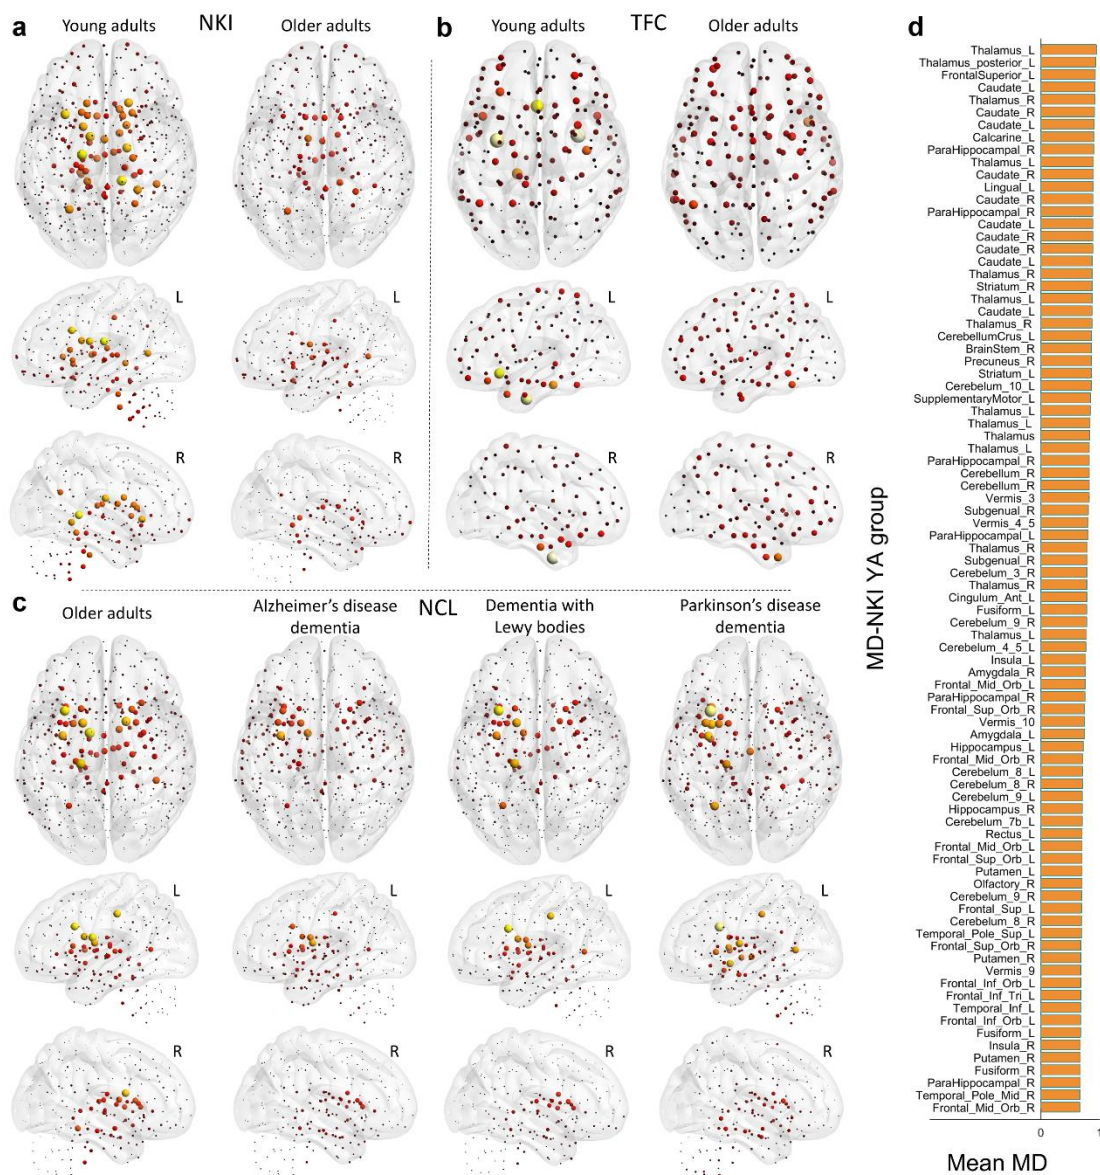 a
Young adults
NKI
Older adults
L
L
R
R
b
Young adults
TFC
Older adults
L
L
R
R
c
NCL
Older adults
Alzheimer's disease
dementia
Dementia with
Lewy bodies
Parkinson's disease
dementia
L
L
L
L
R
R
R
R
d
MD-NKI YA group
Thalamus_L
Thalamus_posterior_L
FrontalSuperior_L
Caudate_L
Thalamus_R
Caudate_R
Caudate_L
Calcarine_L
ParaHippocampal_R
Thalamus_L
Caudate_R
Lingual_L
Caudate_R
ParaHippocampal_R
Caudate_L
Caudate_R
Caudate_R
Caudate_L
Thalamus_R
Striatum_R
Thalamus_L
Caudate_L
Thalamus_R
CerebellumCrus_L
BrainStem_R
Precuneus_R
Striatum_L
Cerebelum_10_L
SupplementaryMotor_L
Thalamus_L
Thalamus_L
Thalamus
Thalamus_L
ParaHippocampal_R
Cerebellum_R
Cerebellum_R
Vermis_3
Subgenual_R
Vermis_4_5
ParaHippocampal_L
Thalamus_R
Subgenual_R
Cerebelum_3_R
Thalamus_R
Cingulum_Ant_L
Fusiform_L
Cerebelum_9_R
Thalamus_L
Cerebelum_4_5_L
Insula_L
Amygdala_R
Frontal_Mid_Orb_L
ParaHippocampal_R
Frontal_Sup_Orb_R
Vermis_10
Amygdala_L
Hippocampus_L
Frontal_Mid_Orb_R
Cerebelum_8_L
Cerebelum_8_R
Cerebelum_9_L
Hippocampus_R
Cerebelum_7b_L
Rectus_L
Frontal_Mid_Orb_L
Frontal_Sup_Orb_L
Putamen_L
Olfactory_R
Cerebelum_9_R
Frontal_Sup_L
Cerebelum_8_R
Temporal_Pole_Sup_L
Frontal_Sup_Orb_R
Putamen_R
Vermis_9
Frontal_Inf_Orb_L
Frontal_Inf_Tri_L
Temporal_Inf_L
Frontal_Inf_Orb_L
Fusiform_L
Insula_R
Putamen_R
Fusiform_R
ParaHippocampal_R
Temporal_Pole_Mid_R
Frontal_Mid_Orb_R
0
1
Mean MD